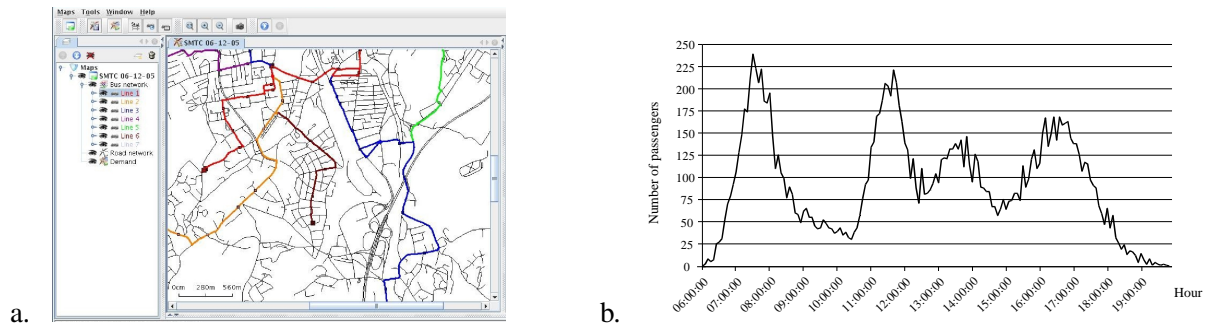 Maps Tools Window Help
SMTC 06-12-05
Maps
SMTC 06-12-05
Bus network
Line 1
Line 2
Line 3
Line 4
Line 5
Line 6
Line 7
Road network
Demand
0cm 280m 560m
a.
Number of passengers
250
225
200
175
150
125
100
75
50
25
0
06:00:00
07:00:00
08:00:00
09:00:00
10:00:00
11:00:00
12:00:00
13:00:00
14:00:00
15:00:00
16:00:00
17:00:00
18:00:00
19:00:00
Hour
b.